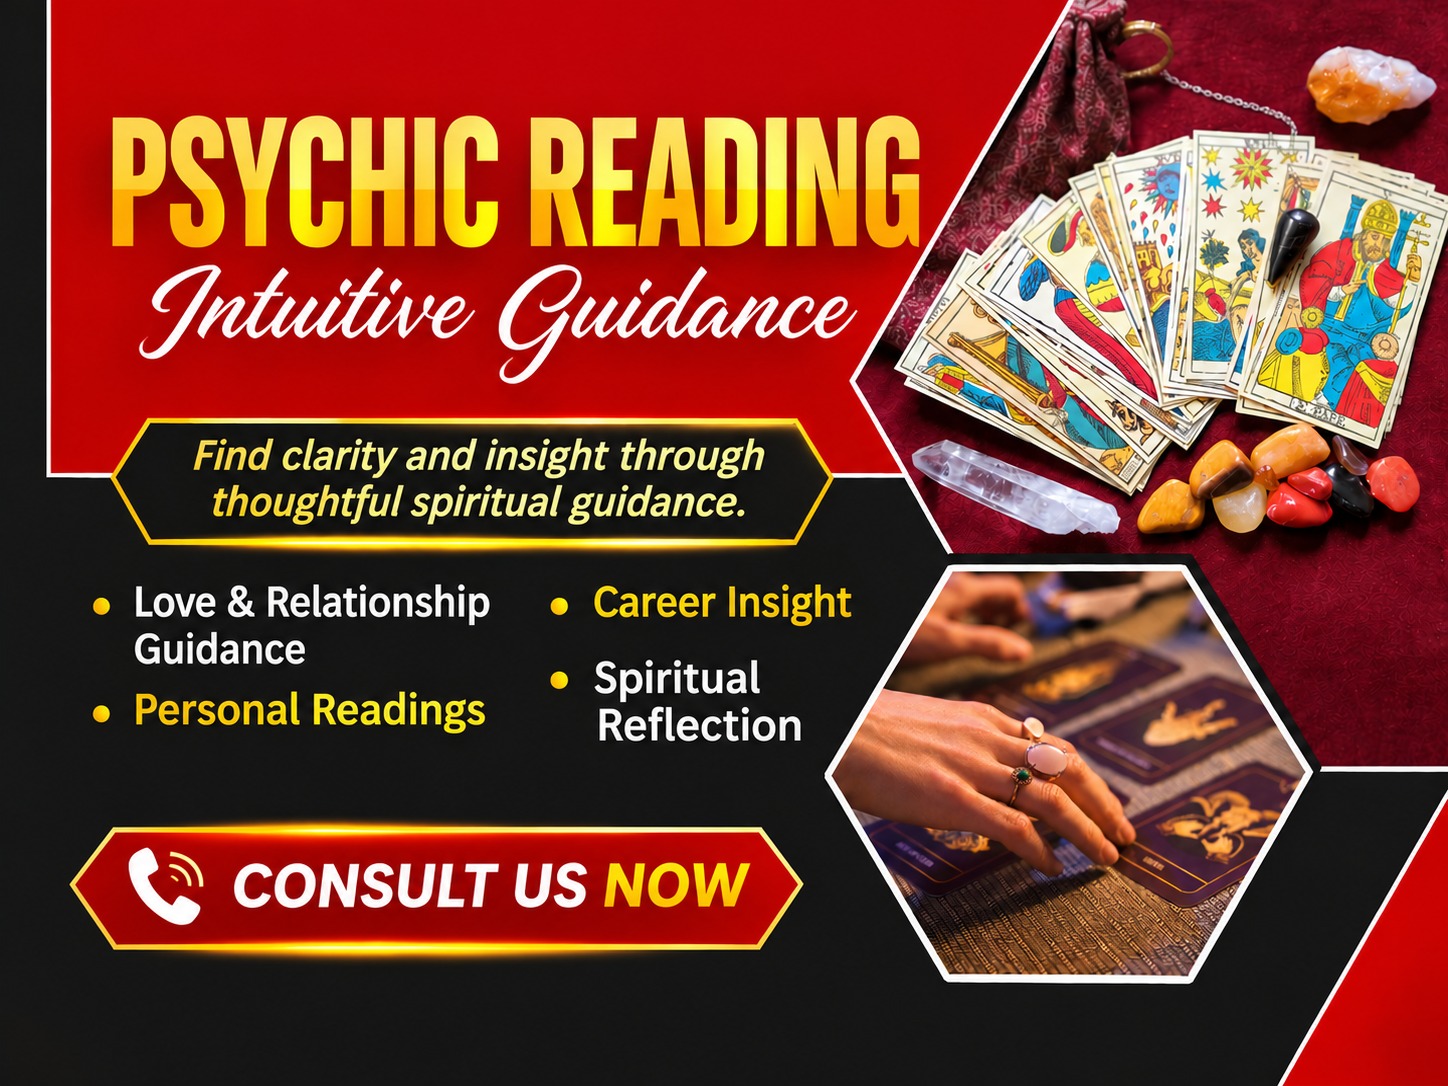 PSYCHIC READING
Intuitive Guidance
Find clarity and insight through
thoughtful spiritual guidance.
Love & Relationship
Guidance
Personal Readings
Career Insight
Spiritual
Reflection
CONSULT US NOW